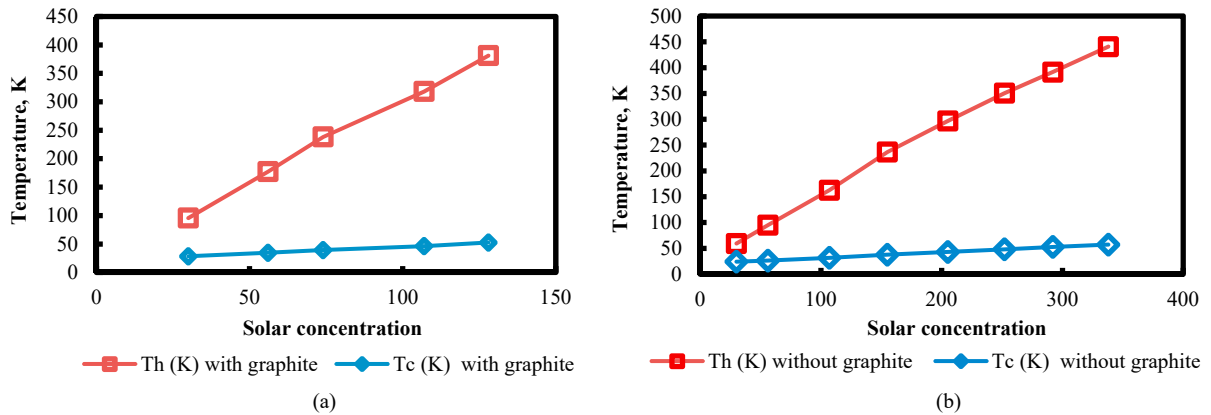 450
400
350
300
250
200
150
100
50
0
Temperature, K
0 50 100 150
Solar concentration
Th (K) with graphite Tc (K) with graphite
(a)
500
450
400
350
300
250
200
150
100
50
0
Temperature, K
0 100 200 300 400
Solar concentration
Th (K) without graphite Tc (K) without graphite
(b)